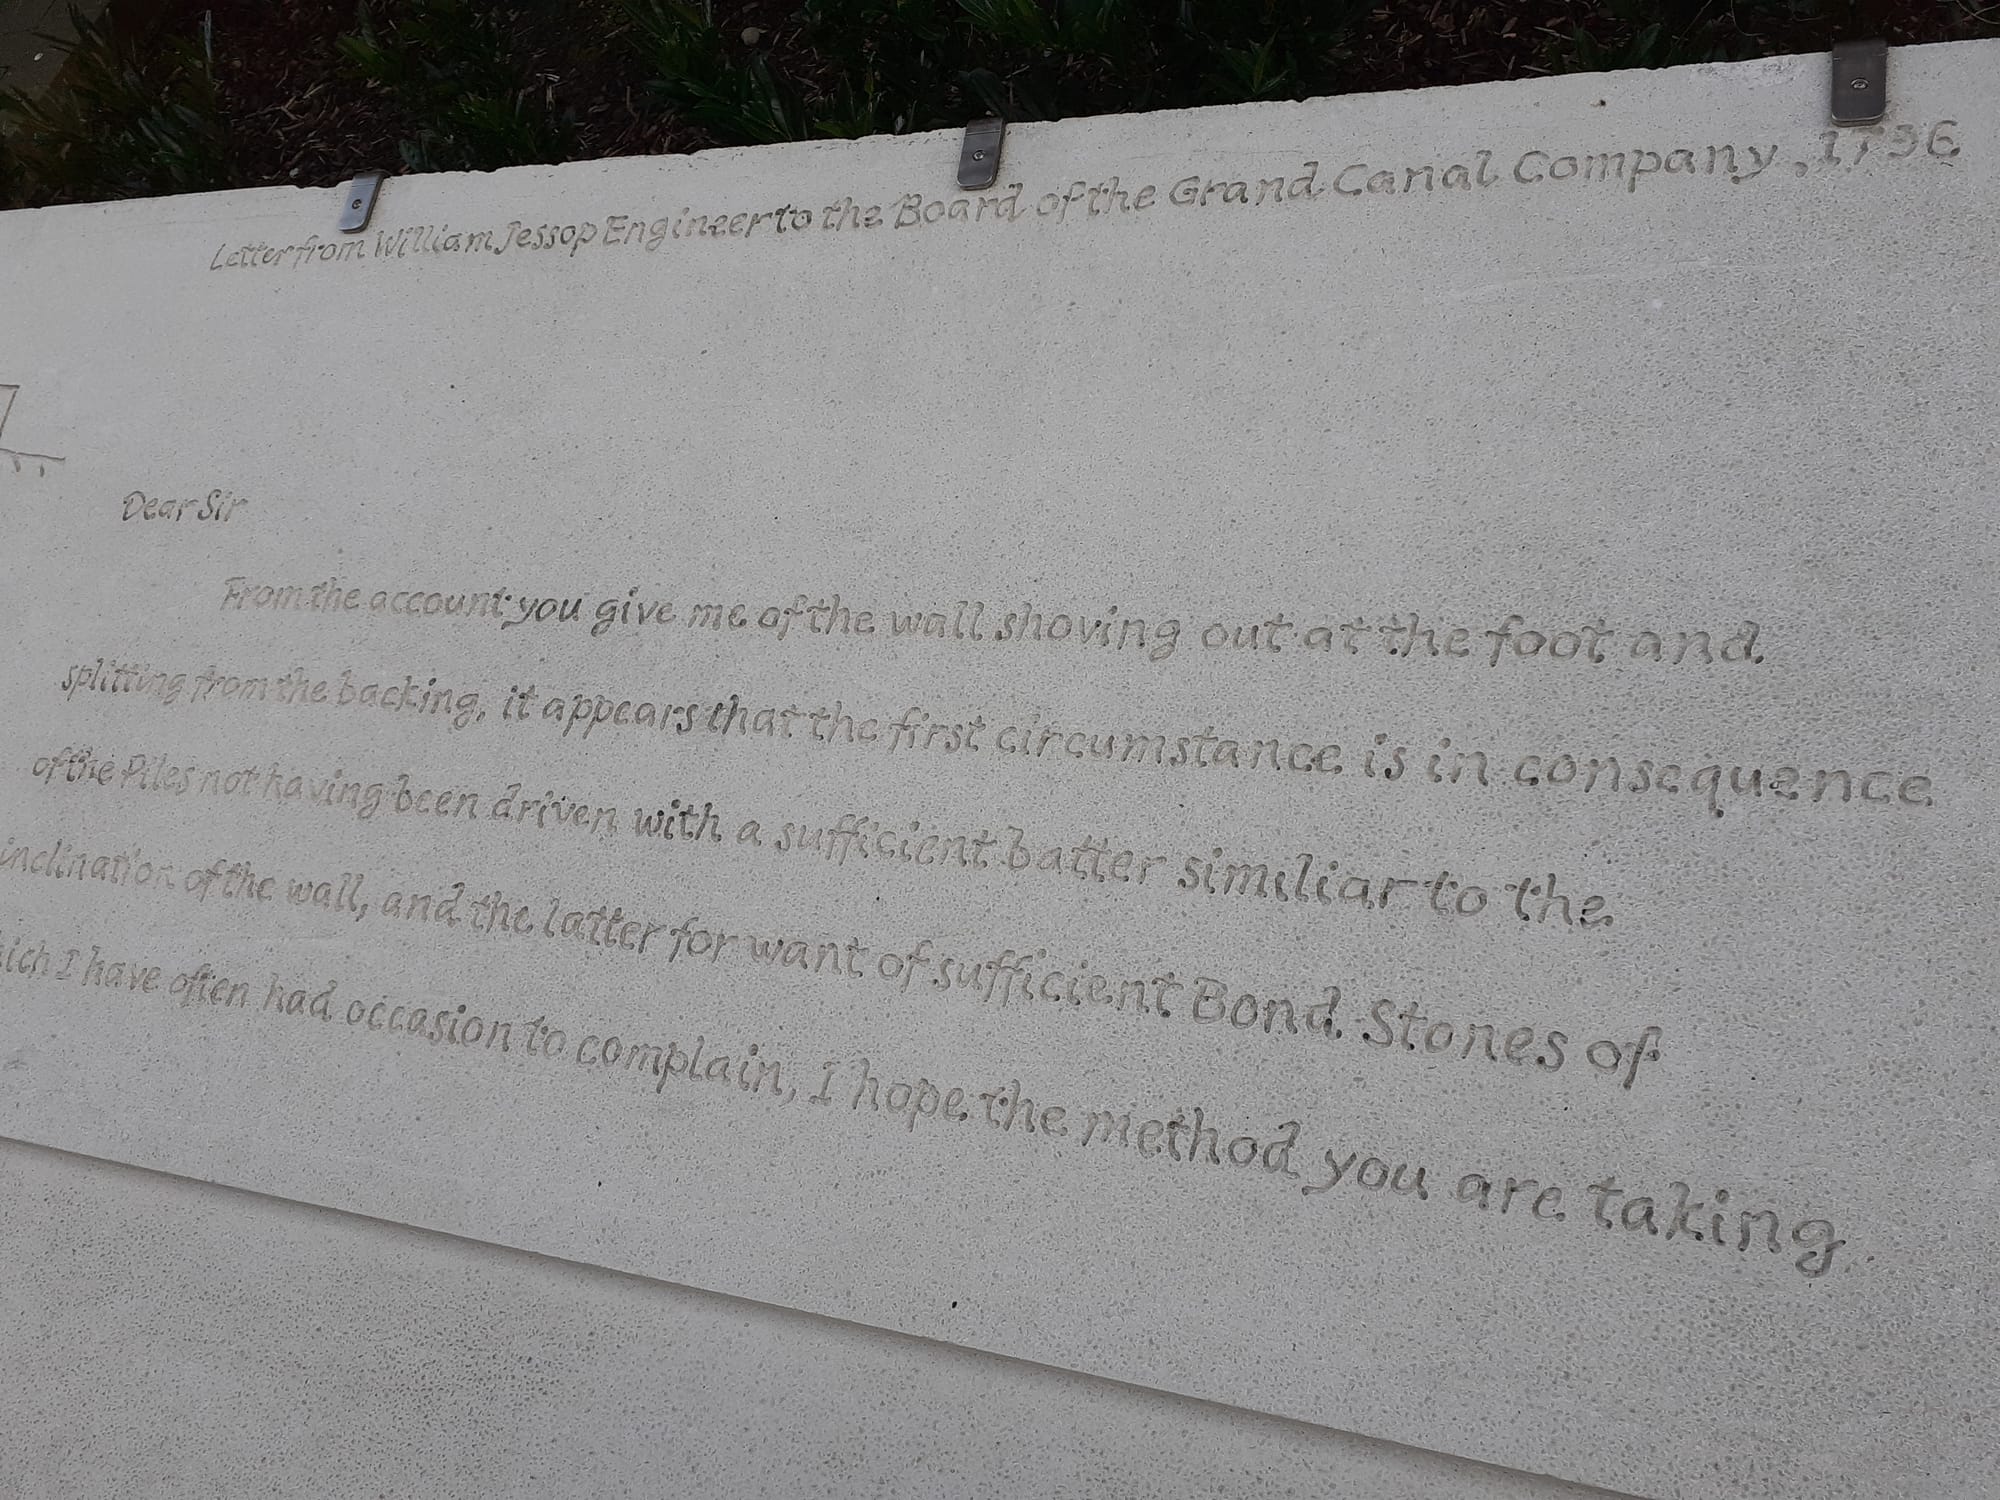 Letter from William Jessop Engineer to the Board of the Grand Canal Company, 1796
Dear Sir
From the account you give me of the wall shoving out at the foot and
splitting from the backing, it appears that the first circumstance is in consequence
of the Piles not having been driven with a sufficient batter similiar to the
inclination of the wall, and the latter for want of sufficient Bond Stones of
hich I have often had occasion to complain, I hope the method you are taking